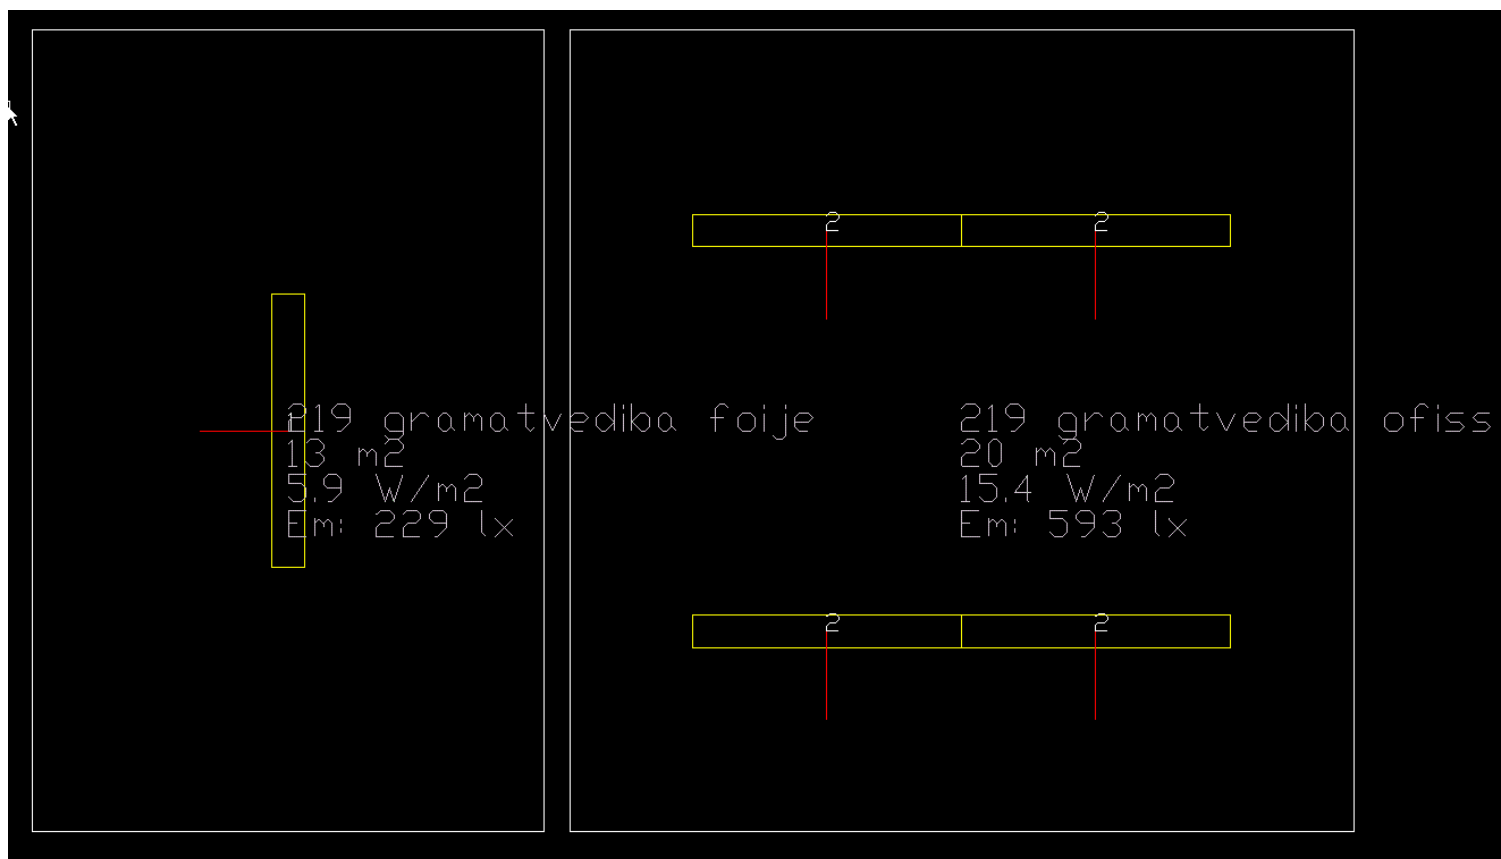 2 2
219 gramatvediba foije
13 m2
5.9 W/m2
Em: 229 lx
219 gramatvediba ofiss
20 m2
15.4 W/m2
Em: 593 lx
2 2